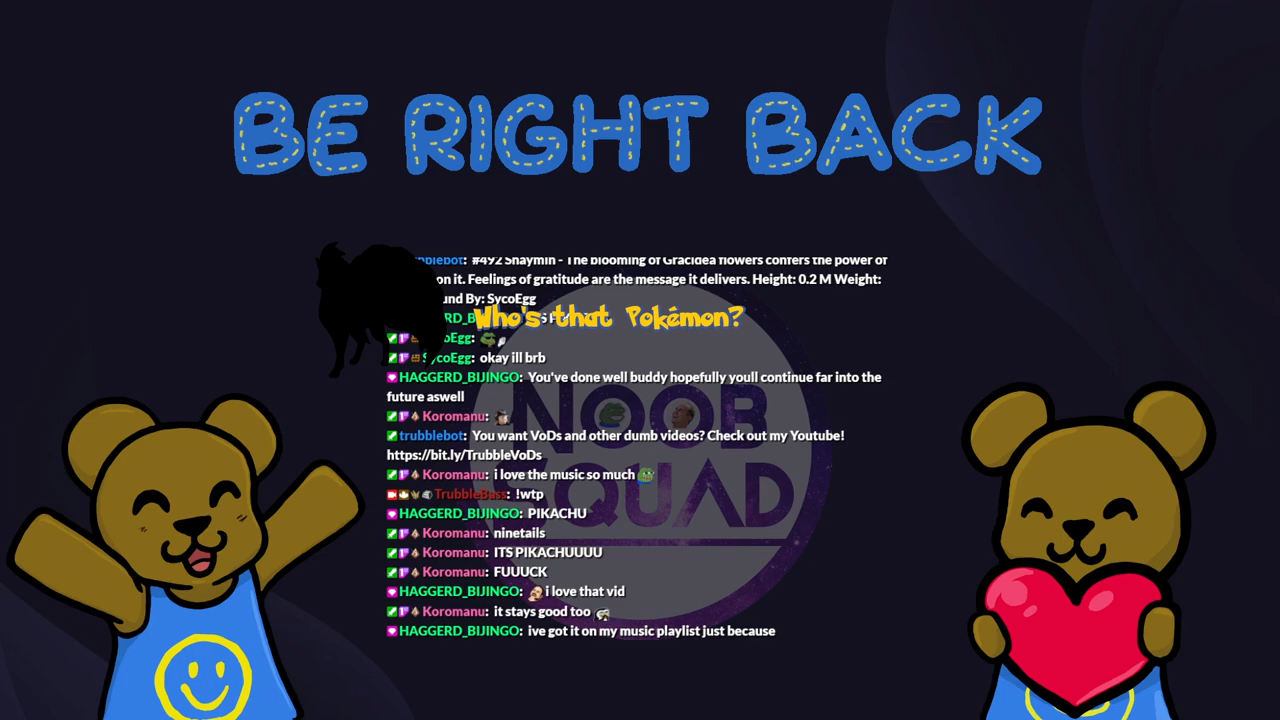 BE RIGHT BACK
: #492 Shaymin - The blooming of Gracidea flowers confers the power of
on it. Feelings of gratitude are the message it delivers. Height: 0.2 M Weight:
By: SycoEgg
Who's that Pokémon?
SycoEgg: okay ill brb
HAGGERD_BIJINGO: You've done well buddy hopefully youll continue far into the
future aswell
Koromanu:
trubblebot: You want VoDs and other dumb videos? Check out my Youtube!
https://bit.ly/TrubbleVoDs
Koromanu: i love the music so much
TrubbleBass: !wtp
HAGGERD_BIJINGO: PIKACHU
Koromanu: ninetails
Koromanu: ITS PIKACHUUUU
Koromanu: FUUUCK
HAGGERD_BIJINGO: i love that vid
Koromanu: it stays good too
HAGGERD_BIJINGO: ive got it on my music playlist just because
NOOB
SQUAD